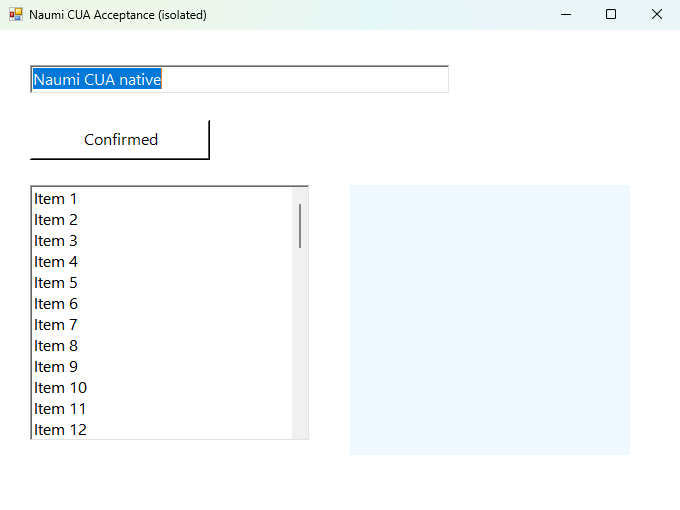 Naumi CUA Acceptance (isolated)
Naumi CUA native
Confirmed
Item 1
Item 2
Item 3
Item 4
Item 5
Item 6
Item 7
Item 8
Item 9
Item 10
Item 11
Item 12